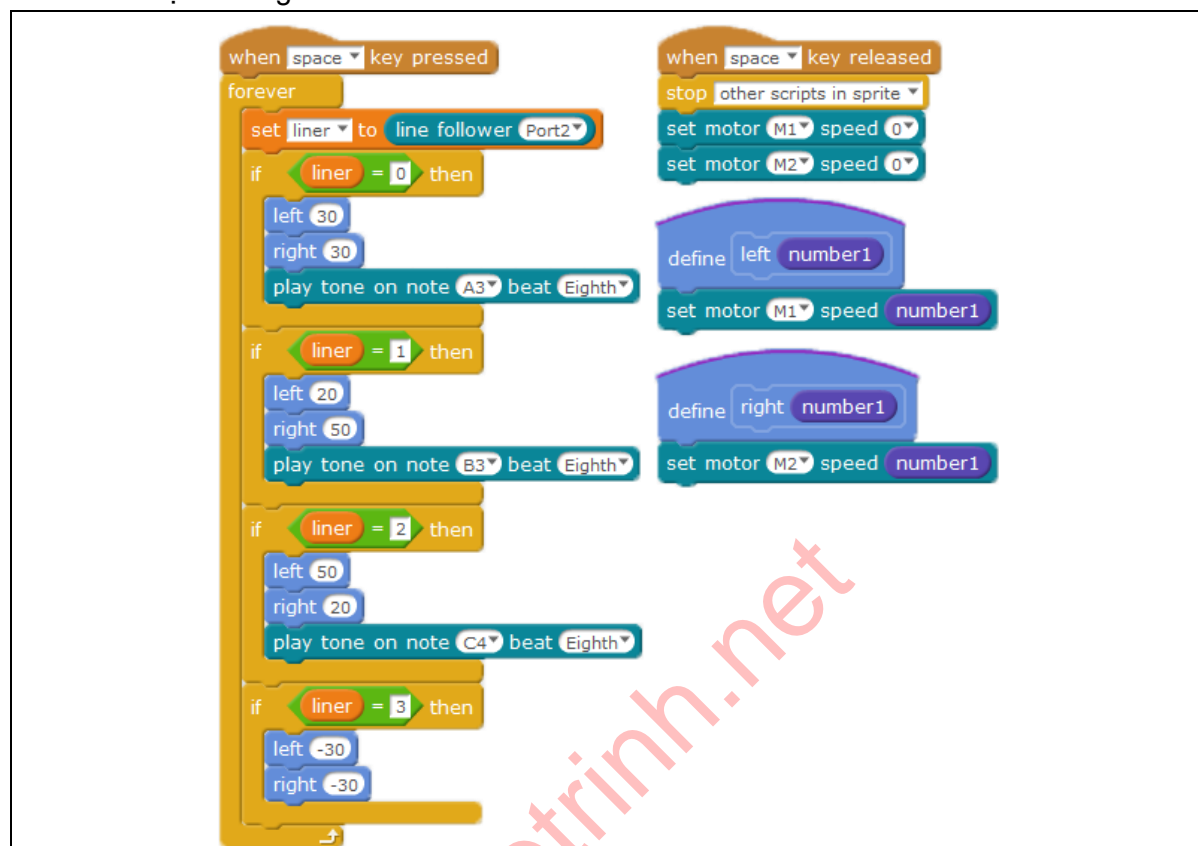 when space key pressed
forever
set liner to line follower Port2
if liner = 0 then
left 30
right 30
play tone on note A3 beat Eighth
if liner = 1 then
left 20
right 50
play tone on note B3 beat Eighth
if liner = 2 then
left 50
right 20
play tone on note C4 beat Eighth
if liner = 3 then
left -30
right -30
when space key released
stop other scripts in sprite
set motor M1 speed 0
set motor M2 speed 0
define left number1
set motor M1 speed number1
define right number1
set motor M2 speed number1
etrinh.net